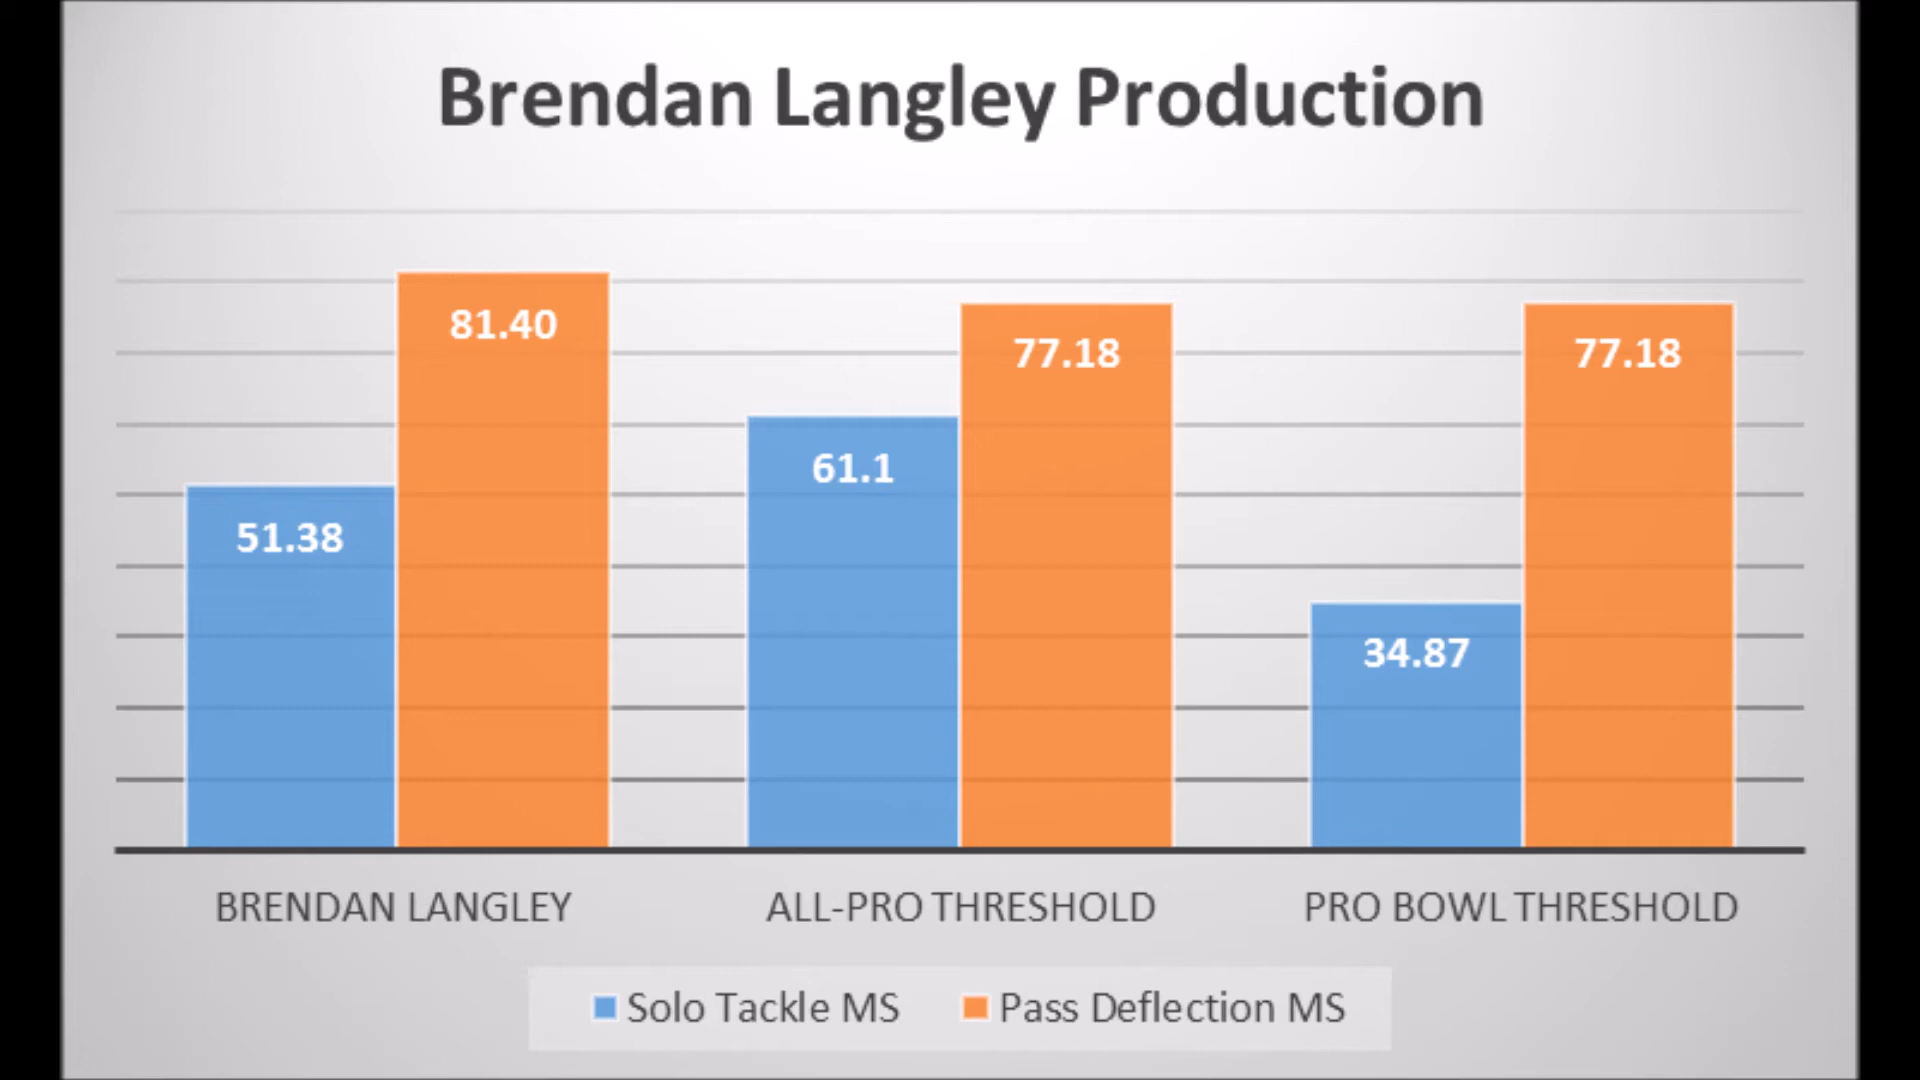 Brendan Langley Production
81.40
77.18
77.18
61.1
51.38
34.87
BRENDAN LANGLEY
ALL-PRO THRESHOLD
PRO BOWL THRESHOLD
Solo Tackle MS
Pass Deflection MS